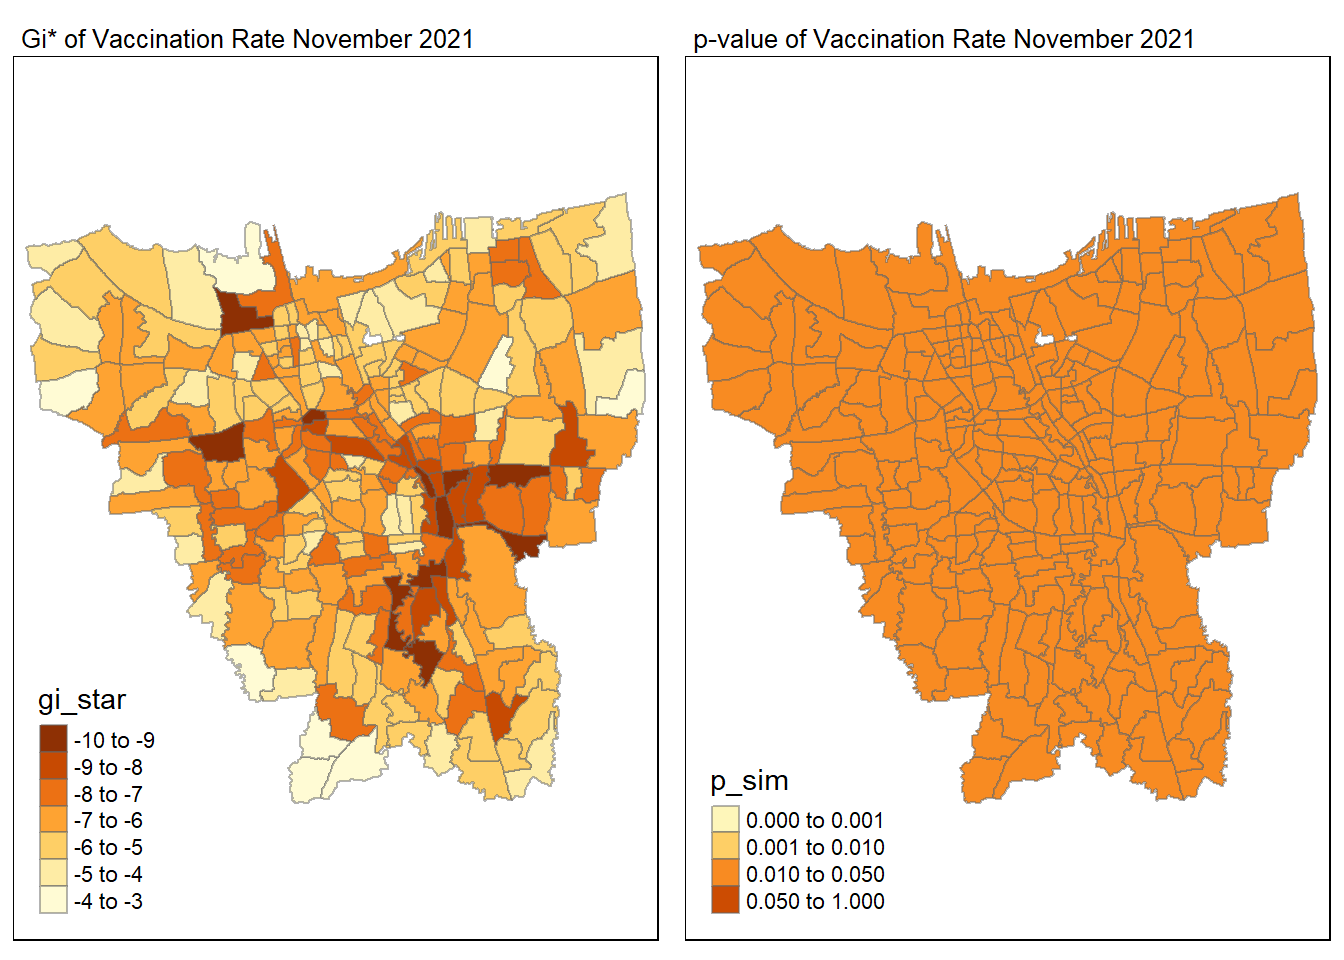 Gi* of Vaccination Rate November 2021
gi_star
-10 to -9
-9 to -8
-8 to -7
-7 to -6
-6 to -5
-5 to -4
-4 to -3
p-value of Vaccination Rate November 2021
p_sim
0.000 to 0.001
0.001 to 0.010
0.010 to 0.050
0.050 to 1.000